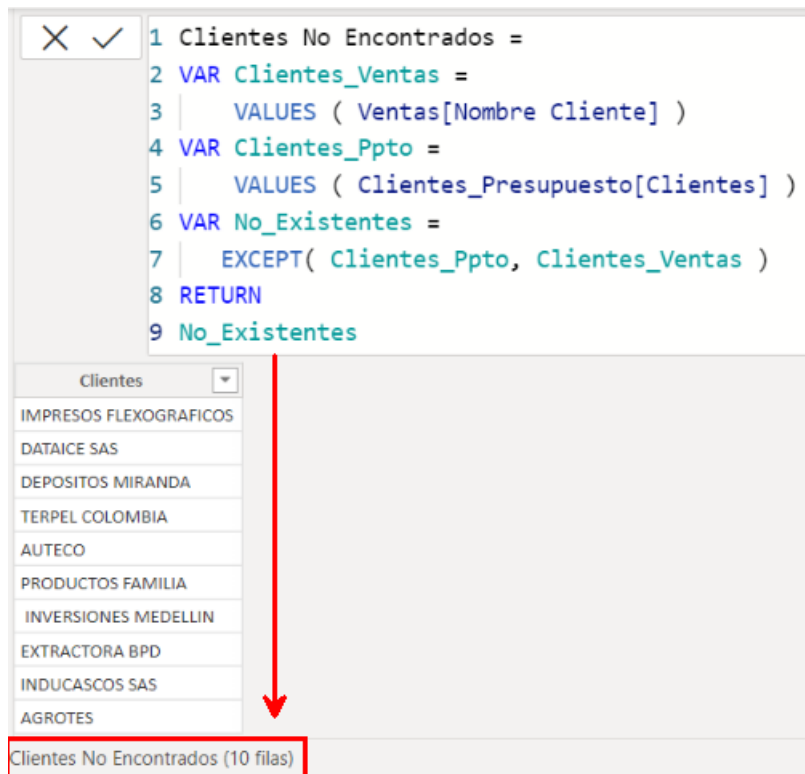 1 Clientes No Encontrados =
2 VAR Clientes_Ventas =
3 VALUES ( Ventas[Nombre Cliente] )
4 VAR Clientes_Ppto =
5 VALUES ( Clientes_Presupuesto[Clientes] )
6 VAR No_Existentes =
7 EXCEPT( Clientes_Ppto, Clientes_Ventas )
8 RETURN
9 No_Existentes
Clientes
IMPRESOS FLEXOGRAFICOS
DATAICE SAS
DEPOSITOS MIRANDA
TERPEL COLOMBIA
AUTECO
PRODUCTOS FAMILIA
INVERSIONES MEDELLIN
EXTRACTORA BPD
INDUCASCOS SAS
AGROTES
Clientes No Encontrados (10 filas)